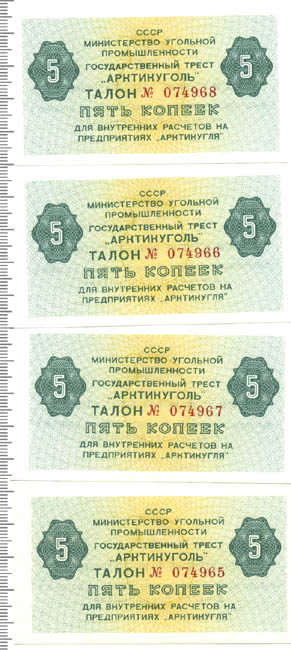 СССР
МИНИСТЕРСТВО УГОЛЬНОЙ
ПРОМЫШЛЕННОСТИ
ГОСУДАРСТВЕННЫЙ ТРЕСТ
5 „АРКТИКУГОЛЬ" 5
ТАЛОН № 074968
ПЯТЬ КОПЕЕК
ДЛЯ ВНУТРЕННИХ РАСЧЕТОВ НА
ПРЕДПРИЯТИЯХ „АРКТИКУГЛЯ"
СССР
МИНИСТЕРСТВО УГОЛЬНОЙ
ПРОМЫШЛЕННОСТИ
ГОСУДАРСТВЕННЫЙ ТРЕСТ
5 „АРКТИКУГОЛЬ" 5
ТАЛОН № 074966
ПЯТЬ КОПЕЕК
ДЛЯ ВНУТРЕННИХ РАСЧЕТОВ НА
ПРЕДПРИЯТИЯХ „АРКТИКУГЛЯ"
СССР
МИНИСТЕРСТВО УГОЛЬНОЙ
ПРОМЫШЛЕННОСТИ
ГОСУДАРСТВЕННЫЙ ТРЕСТ
5 „АРКТИКУГОЛЬ" 5
ТАЛОН № 074967
ПЯТЬ КОПЕЕК
ДЛЯ ВНУТРЕННИХ РАСЧЕТОВ НА
ПРЕДПРИЯТИЯХ „АРКТИКУГЛЯ"
СССР
МИНИСТЕРСТВО УГОЛЬНОЙ
ПРОМЫШЛЕННОСТИ
ГОСУДАРСТВЕННЫЙ ТРЕСТ
5 „АРКТИКУГОЛЬ" 5
ТАЛОН № 074965
ПЯТЬ КОПЕЕК
ДЛЯ ВНУТРЕННИХ РАСЧЕТОВ НА
ПРЕДПРИЯТИЯХ „АРКТИКУГЛЯ"